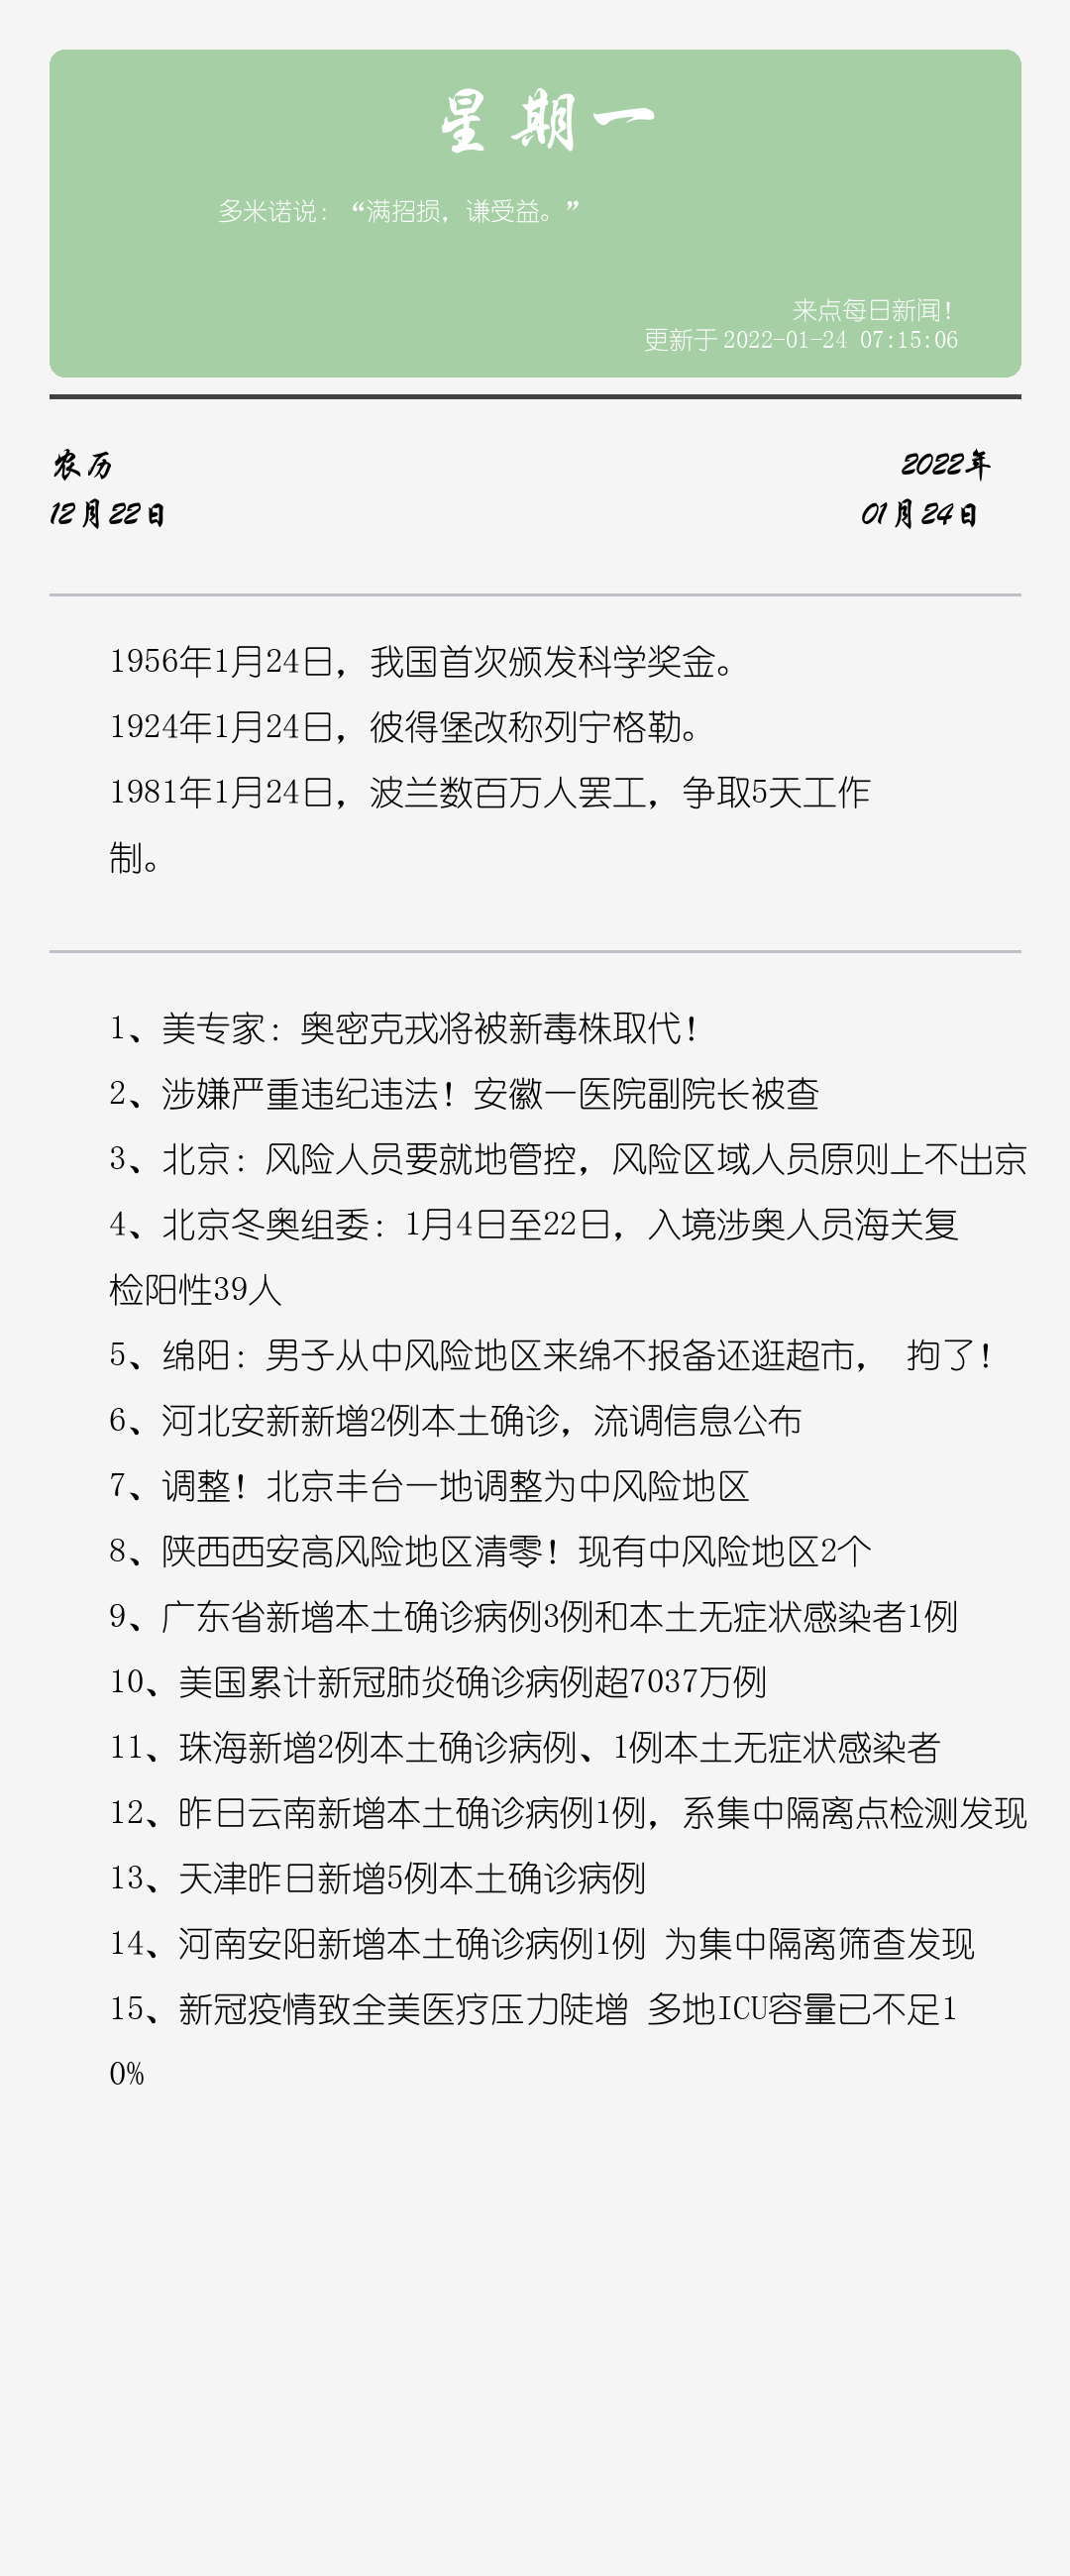 星期一
多米诺说：“满招损，谦受益。”
来点每日新闻！
更新于 2022-01-24 07:15:06
农历
2022年
12月22日
01月24日
1956年1月24日，我国首次颁发科学奖金。
1924年1月24日，彼得堡改称列宁格勒。
1981年1月24日，波兰数百万人罢工，争取5天工作
制。
1、美专家：奥密克戎将被新毒株取代！
2、涉嫌严重违纪违法！安徽一医院副院长被查
3、北京：风险人员要就地管控，风险区域人员原则上不出京
4、北京冬奥组委：1月4日至22日，入境涉奥人员海关复
检阳性39人
5、绵阳：男子从中风险地区来绵不报备还逛超市， 拘了！
6、河北安新新增2例本土确诊，流调信息公布
7、调整！北京丰台一地调整为中风险地区
8、陕西西安高风险地区清零！现有中风险地区2个
9、广东省新增本土确诊病例3例和本土无症状感染者1例
10、美国累计新冠肺炎确诊病例超7037万例
11、珠海新增2例本土确诊病例、1例本土无症状感染者
12、昨日云南新增本土确诊病例1例，系集中隔离点检测发现
13、天津昨日新增5例本土确诊病例
14、河南安阳新增本土确诊病例1例 为集中隔离筛查发现
15、新冠疫情致全美医疗压力陡增 多地ICU容量已不足1
0%